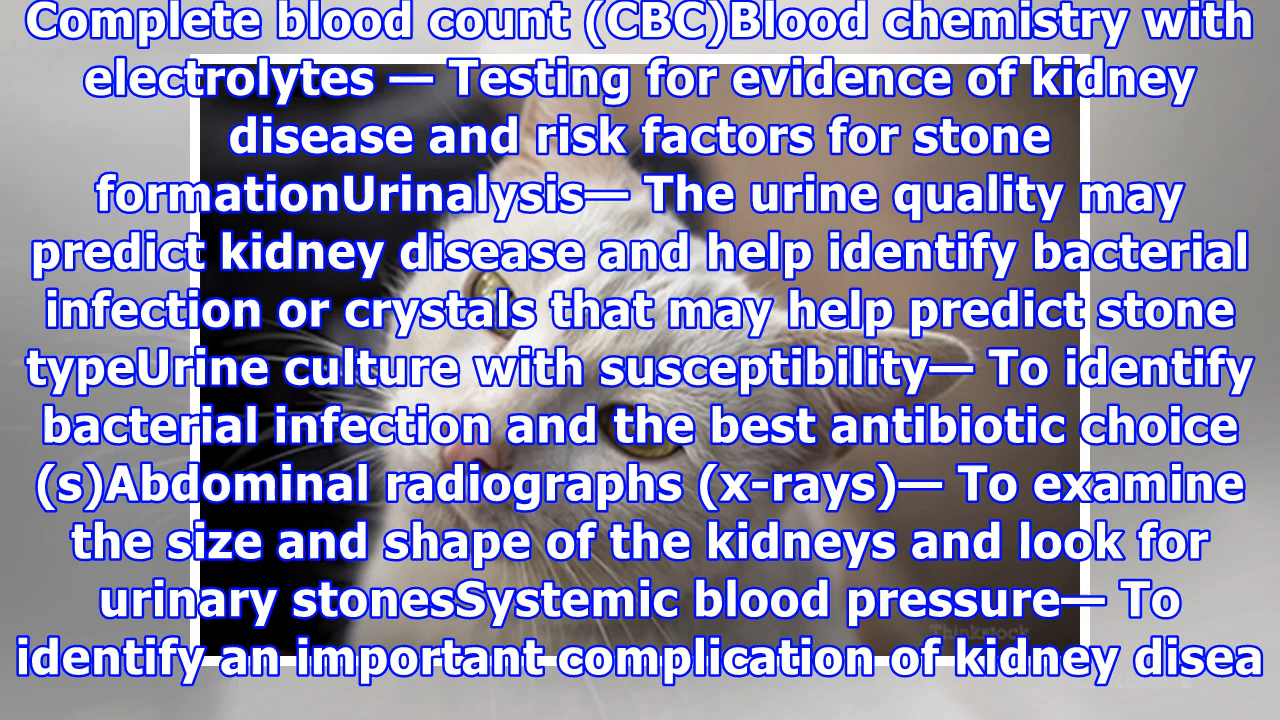 Complete blood count (CBC)Blood chemistry with
electrolytes — Testing for evidence of kidney
disease and risk factors for stone
formationUrinalysis— The urine quality may
predict kidney disease and help identify bacterial
infection or crystals that may help predict stone
typeUrine culture with susceptibility— To identify
bacterial infection and the best antibiotic choice
(s)Abdominal radiographs (x-rays)— To examine
the size and shape of the kidneys and look for
urinary stonesSystemic blood pressure— To
Thinkstock
identify an important complication of kidney disea